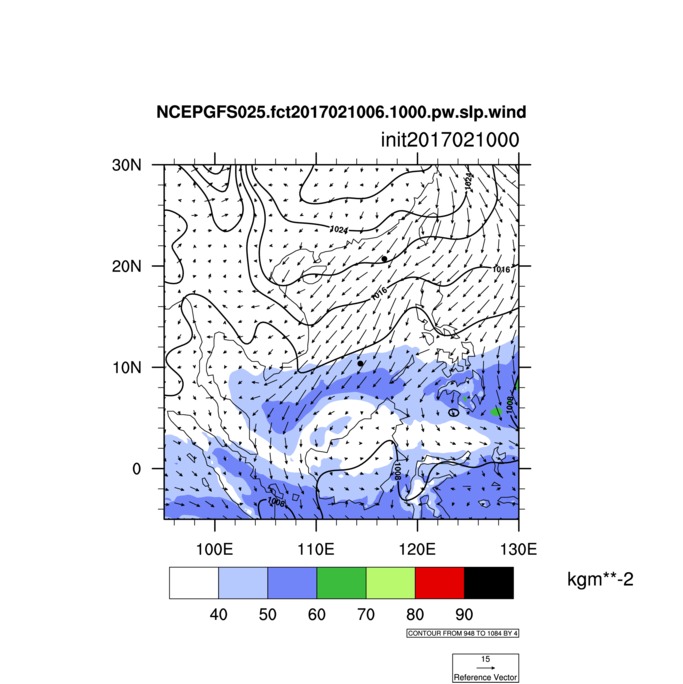 NCEPGFS025.fct2017021006.1000.pw.slp.wind
init2017021000
30N
1024
1024
20N
1016
1016
10N
1008
0
1008
1008
100E 110E 120E 130E
kgm**-2
40 50 60 70 80 90
CONTOUR FROM 948 TO 1084 BY 4
15
Reference Vector